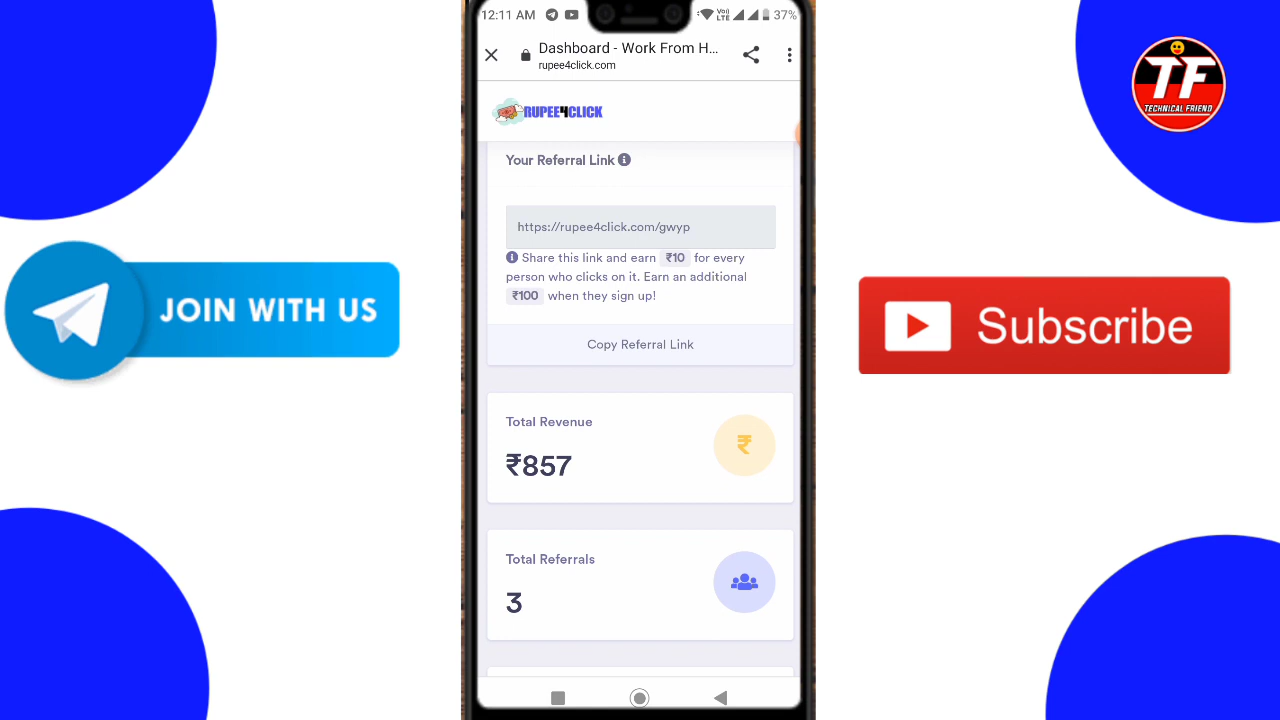 12:11 AM
Vo))
LTE
37%
Dashboard - Work From H...
rupee4click.com
RUPEE4CLICK
Your Referral Link
https://rupee4click.com/gwyp
Share this link and earn ₹10 for every
person who clicks on it. Earn an additional
₹100 when they sign up!
Copy Referral Link
Total Revenue
₹
₹857
Total Referrals
3
JOIN WITH US
Subscribe
TF
TECHNICAL FRIEND